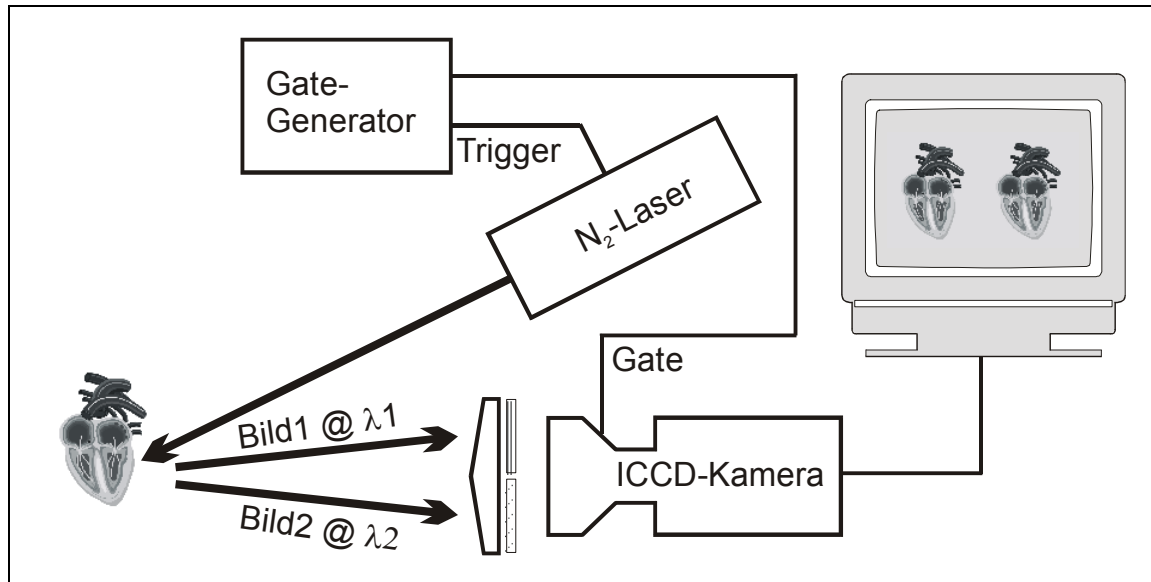 Gate-
Generator
Trigger
N₂-Laser
Gate
Bild1 @ λ1
Bild2 @ λ2
ICCD-Kamera